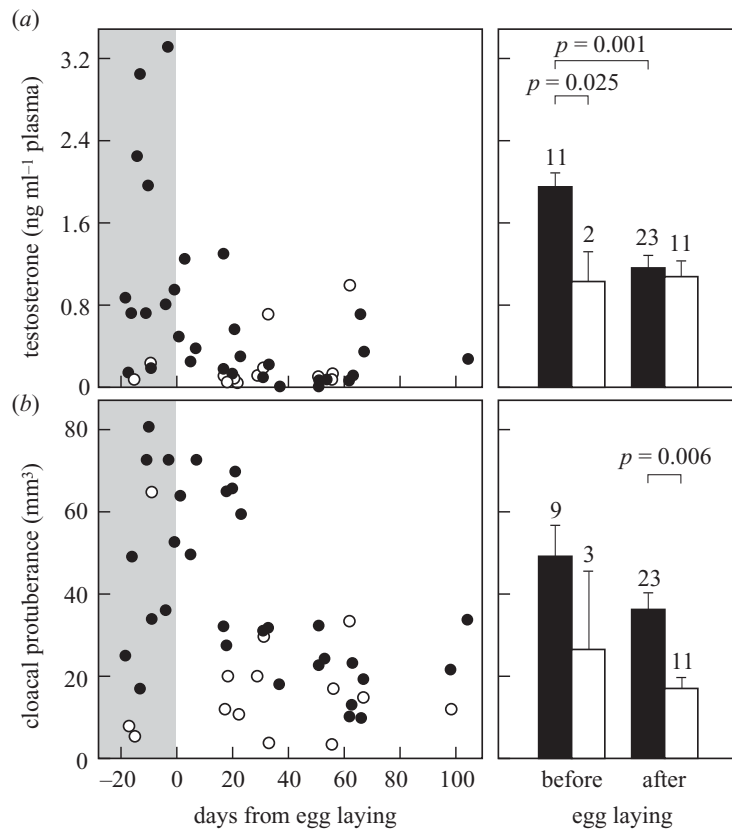 (a)
3.2
2.4
1.6
0.8
0
testosterone (ng ml⁻¹ plasma)
p = 0.001
p = 0.025
11
2
23
11
(b)
80
60
40
20
0
cloacal protuberance (mm³)
–20 0 20 40 60 80 100
days from egg laying
p = 0.006
9
3
23
11
before after
egg laying